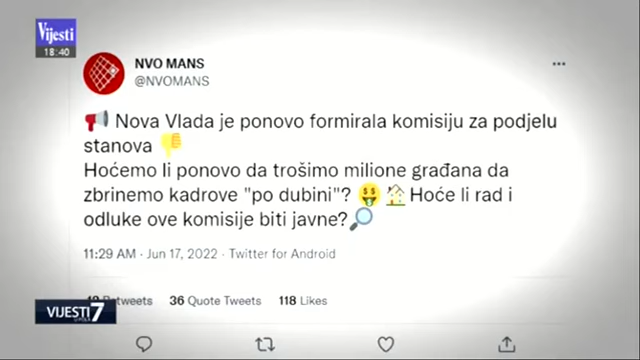 Vijesti
18:40
NVO MANS
@NVOMANS
📢 Nova Vlada je ponovo formirala komisiju za podjelu
stanova 👎
Hoćemo li ponovo da trošimo milione građana da
zbrinemo kadrove "po dubini"? 🤑🏠Hoće li rad i
odluke ove komisije biti javne?🔎
11:29 AM · Jun 17, 2022 · Twitter for Android
Retweets 36 Quote Tweets 118 Likes
VIJESTI 7